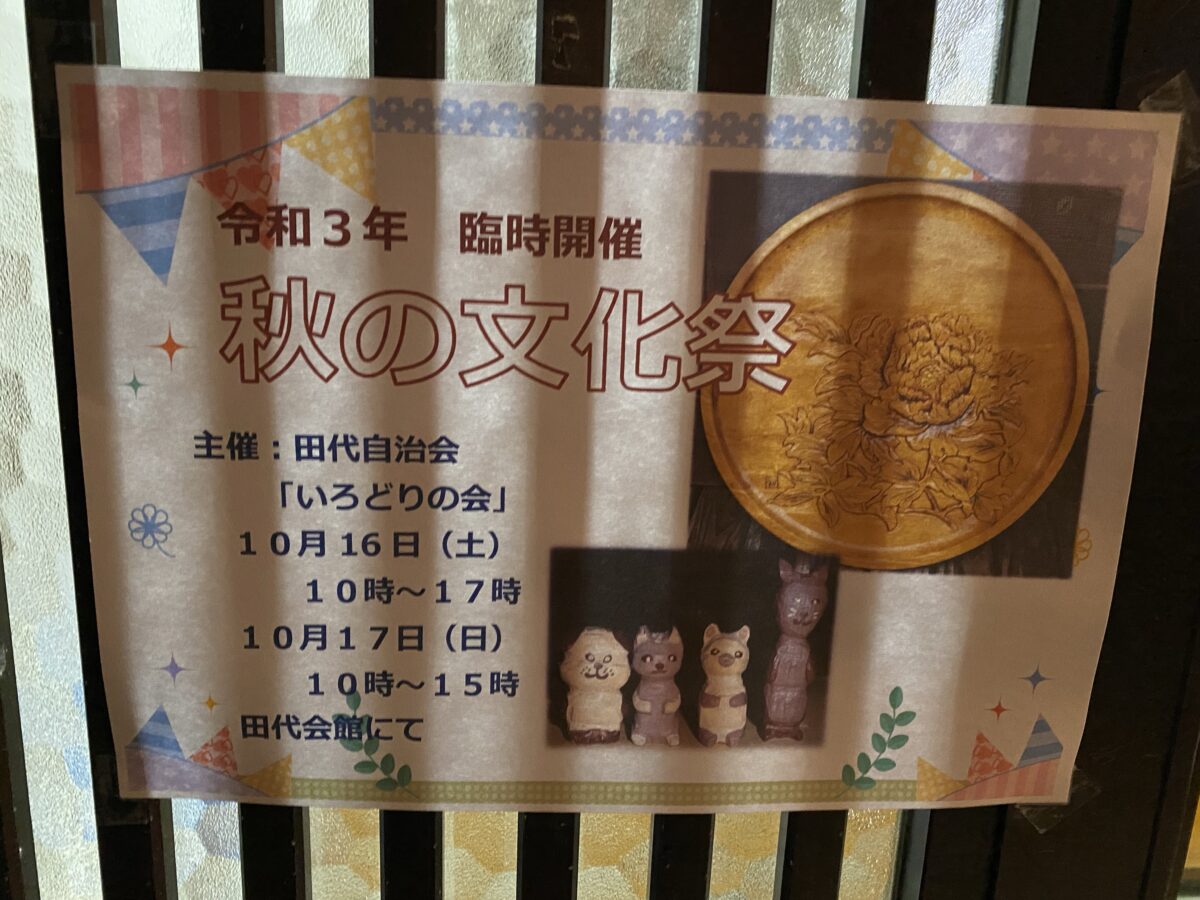 令和３年　臨時開催
秋の文化祭
主催：田代自治会
「いろどりの会」
１０月16日（土）
１０時～１７時
１０月１７日（日）
１０時～１５時
田代会館にて